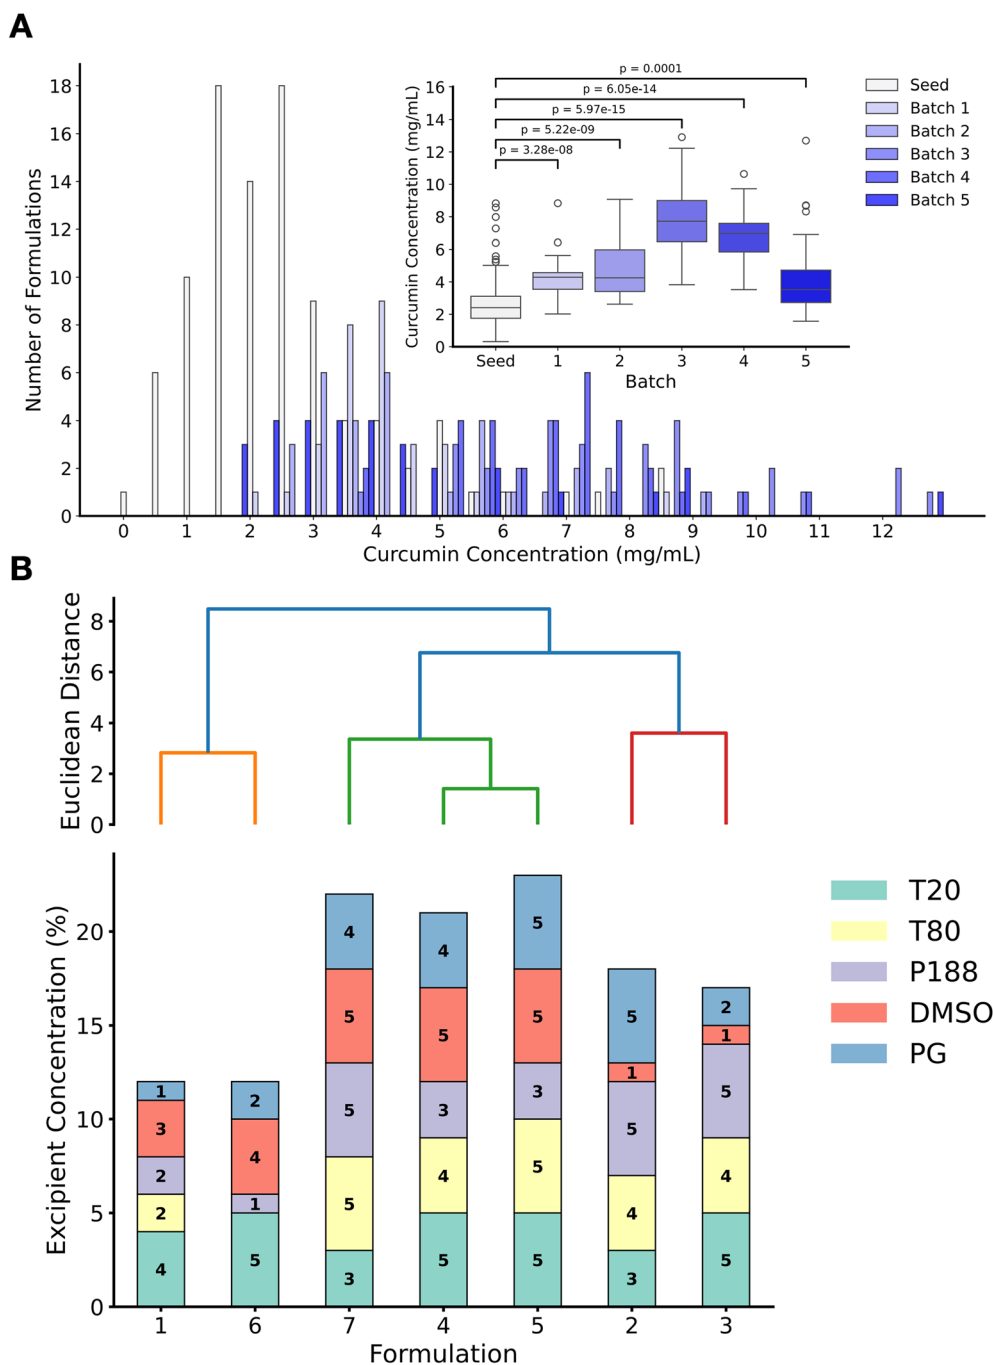 A
Number of Formulations
18
16
14
12
10
8
6
4
2
0
0 1 2 3 4 5 6 7 8 9 10 11 12
Curcumin Concentration (mg/mL)
Curcumin Concentration (mg/mL)
16
14
12
10
8
6
4
2
0
p = 0.0001
p = 6.05e-14
p = 5.97e-15
p = 5.22e-09
p = 3.28e-08
Seed 1 2 3 4 5
Batch
Seed
Batch 1
Batch 2
Batch 3
Batch 4
Batch 5
B
Euclidean Distance
8
6
4
2
0
Excipient Concentration (%)
20
15
10
5
0
1
3
2
2
4
2
4
1
5
4
5
5
5
3
4
5
3
4
5
5
5
3
5
5
5
1
5
4
3
2
1
5
4
5
1 6 7 4 5 2 3
Formulation
T20
T80
P188
DMSO
PG